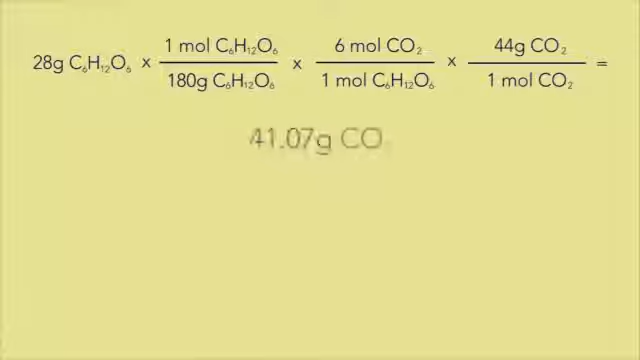 28g C₆H₁₂O₆ x 1 mol C₆H₁₂O₆ / 180g C₆H₁₂O₆ x 6 mol CO₂ / 1 mol C₆H₁₂O₆ x 44g CO₂ / 1 mol CO₂ =
41.07g CO